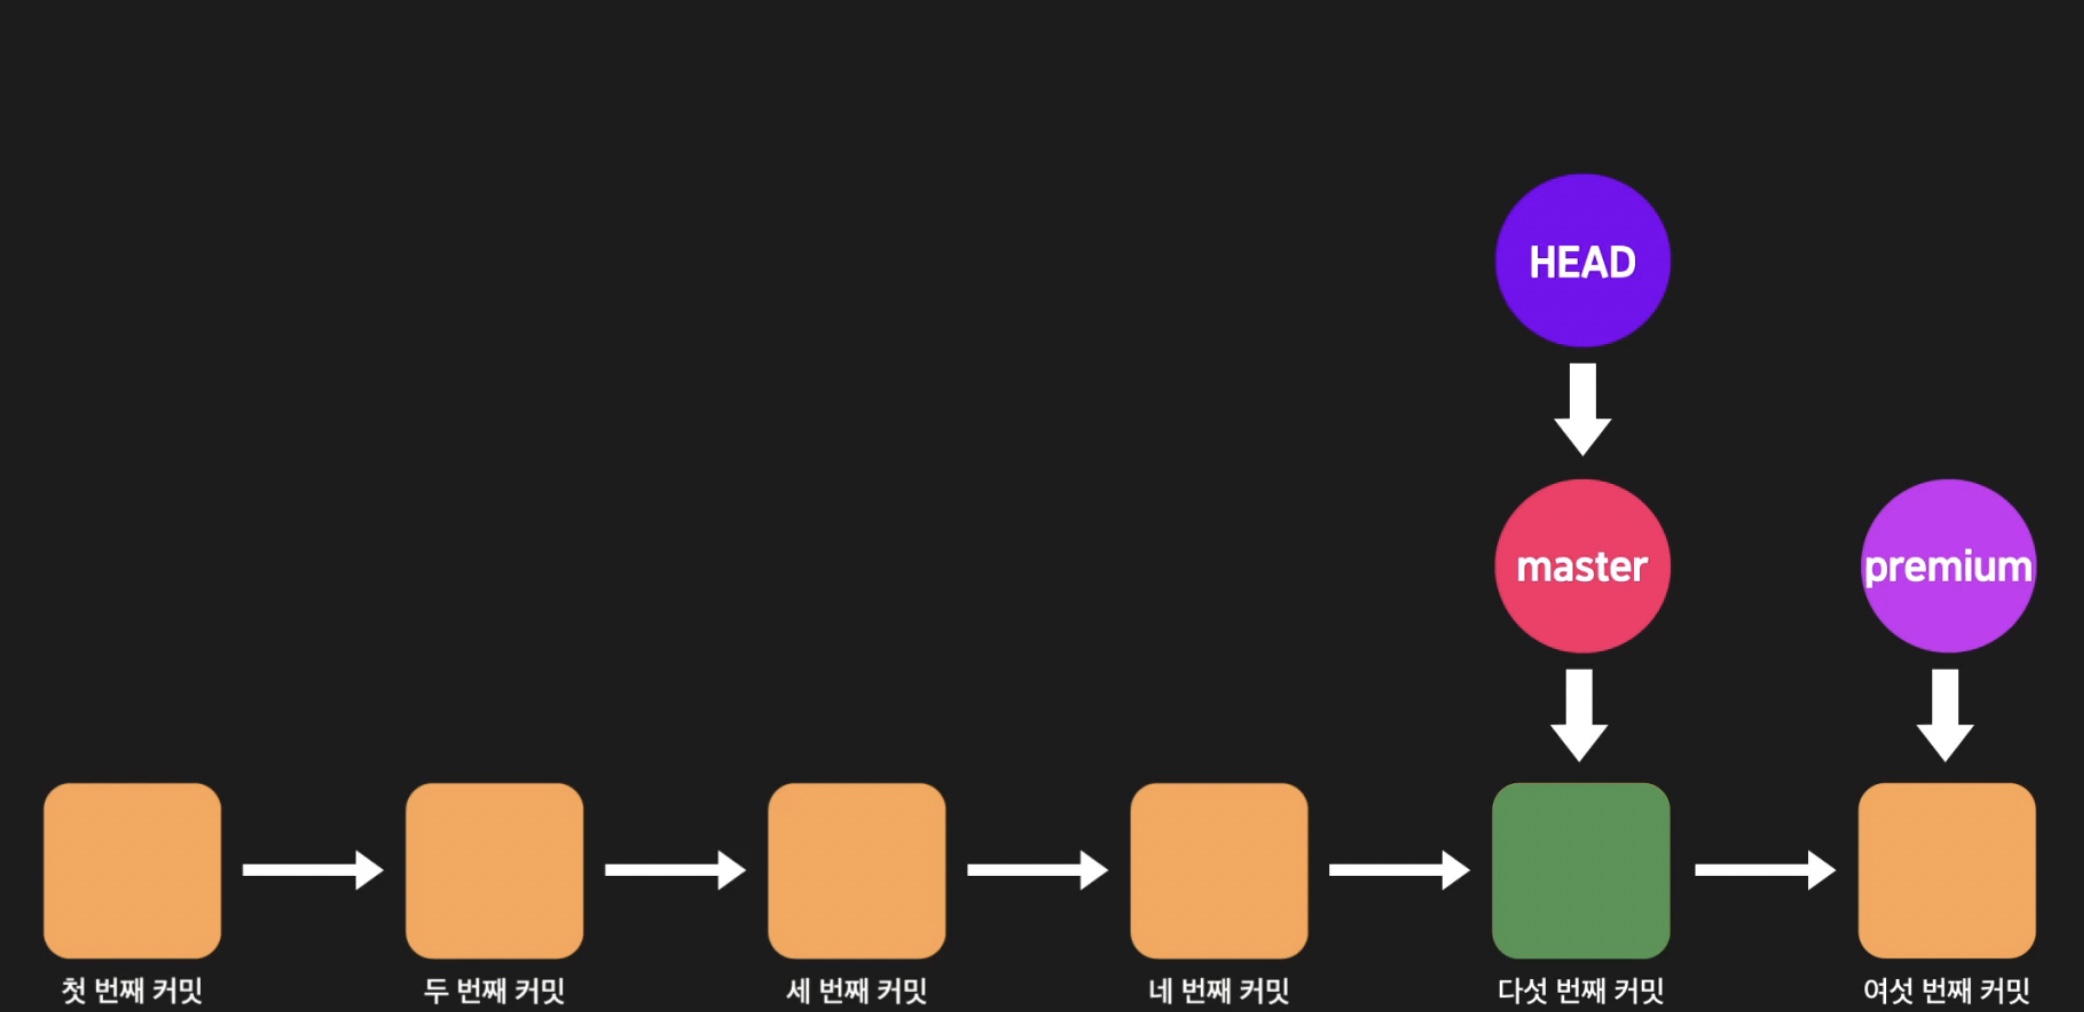 HEAD
master
premium
첫 번째 커밋
두 번째 커밋
세 번째 커밋
네 번째 커밋
다섯 번째 커밋
여섯 번째 커밋